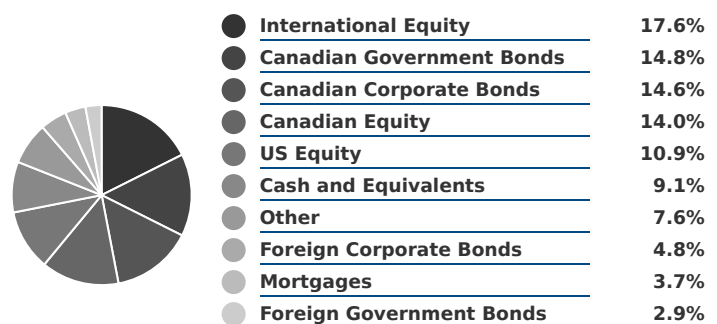 International Equity 17.6%
Canadian Government Bonds 14.8%
Canadian Corporate Bonds 14.6%
Canadian Equity 14.0%
US Equity 10.9%
Cash and Equivalents 9.1%
Other 7.6%
Foreign Corporate Bonds 4.8%
Mortgages 3.7%
Foreign Government Bonds 2.9%